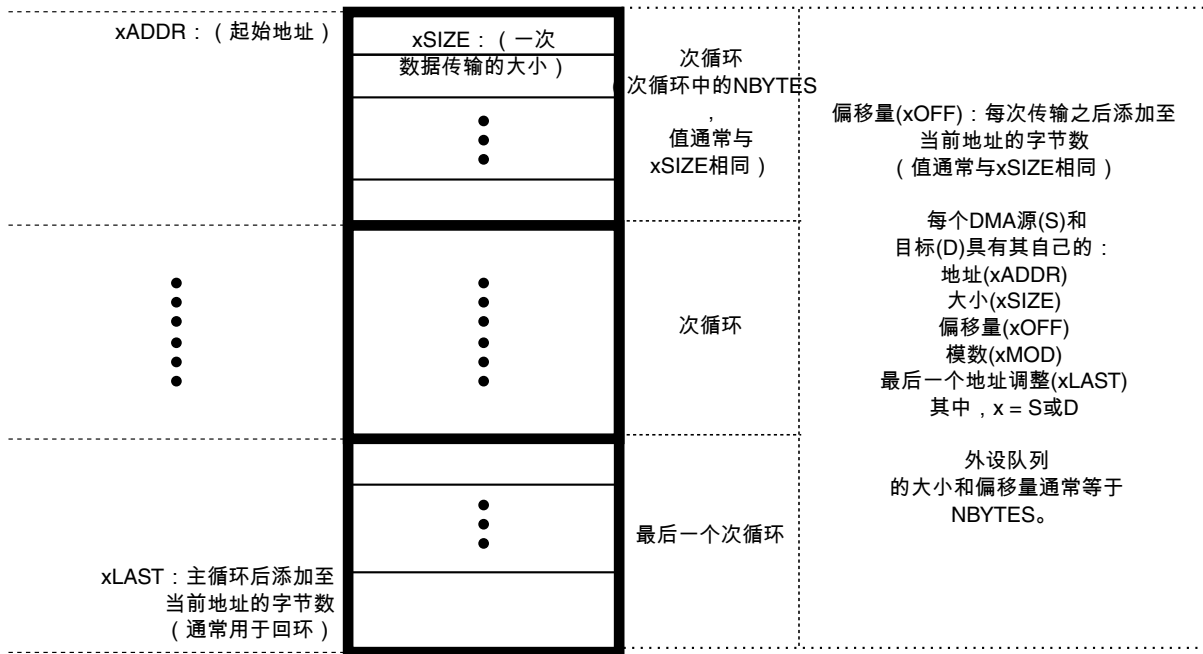 xADDR：（起始地址）
xSIZE：（一次
数据传输的大小）
次循环
（次循环中的NBYTES
，
值通常与
xSIZE相同）
偏移量(xOFF)：每次传输之后添加至
当前地址的字节数
（值通常与xSIZE相同）
每个DMA源(S)和
目标(D)具有其自己的：
地址(xADDR)
大小(xSIZE)
偏移量(xOFF)
模数(xMOD)
最后一个地址调整(xLAST)
其中，x = S或D
次循环
外设队列
的大小和偏移量通常等于
NBYTES。
最后一个次循环
xLAST：主循环后添加至
当前地址的字节数
（通常用于回环）